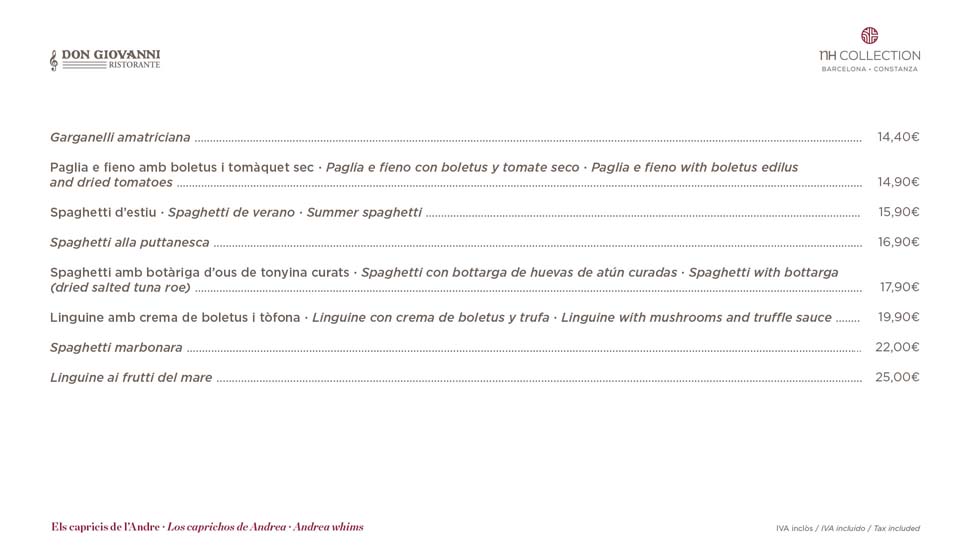 DON GIOVANNI
RISTORANTE
NH COLLECTION
BARCELONA - CONSTANZA
Garganelli amatriciana 14,40€
Paglia e fieno amb boletus i tomàquet sec · Paglia e fieno con boletus y tomate seco · Paglia e fieno with boletus edilus
and dried tomatoes 14,90€
Spaghetti d’estiu · Spaghetti de verano · Summer spaghetti 15,90€
Spaghetti alla puttanesca 16,90€
Spaghetti amb botàriga d’ous de tonyina curats · Spaghetti con bottarga de huevas de atún curadas · Spaghetti with bottarga
(dried salted tuna roe) 17,90€
Linguine amb crema de boletus i tòfona · Linguine con crema de boletus y trufa · Linguine with mushrooms and truffle sauce 19,90€
Spaghetti marbonara 22,00€
Linguine ai frutti del mare 25,00€
Els capricis de l’Andre · Los caprichos de Andrea · Andrea whims
IVA inclòs / IVA incluido / Tax included